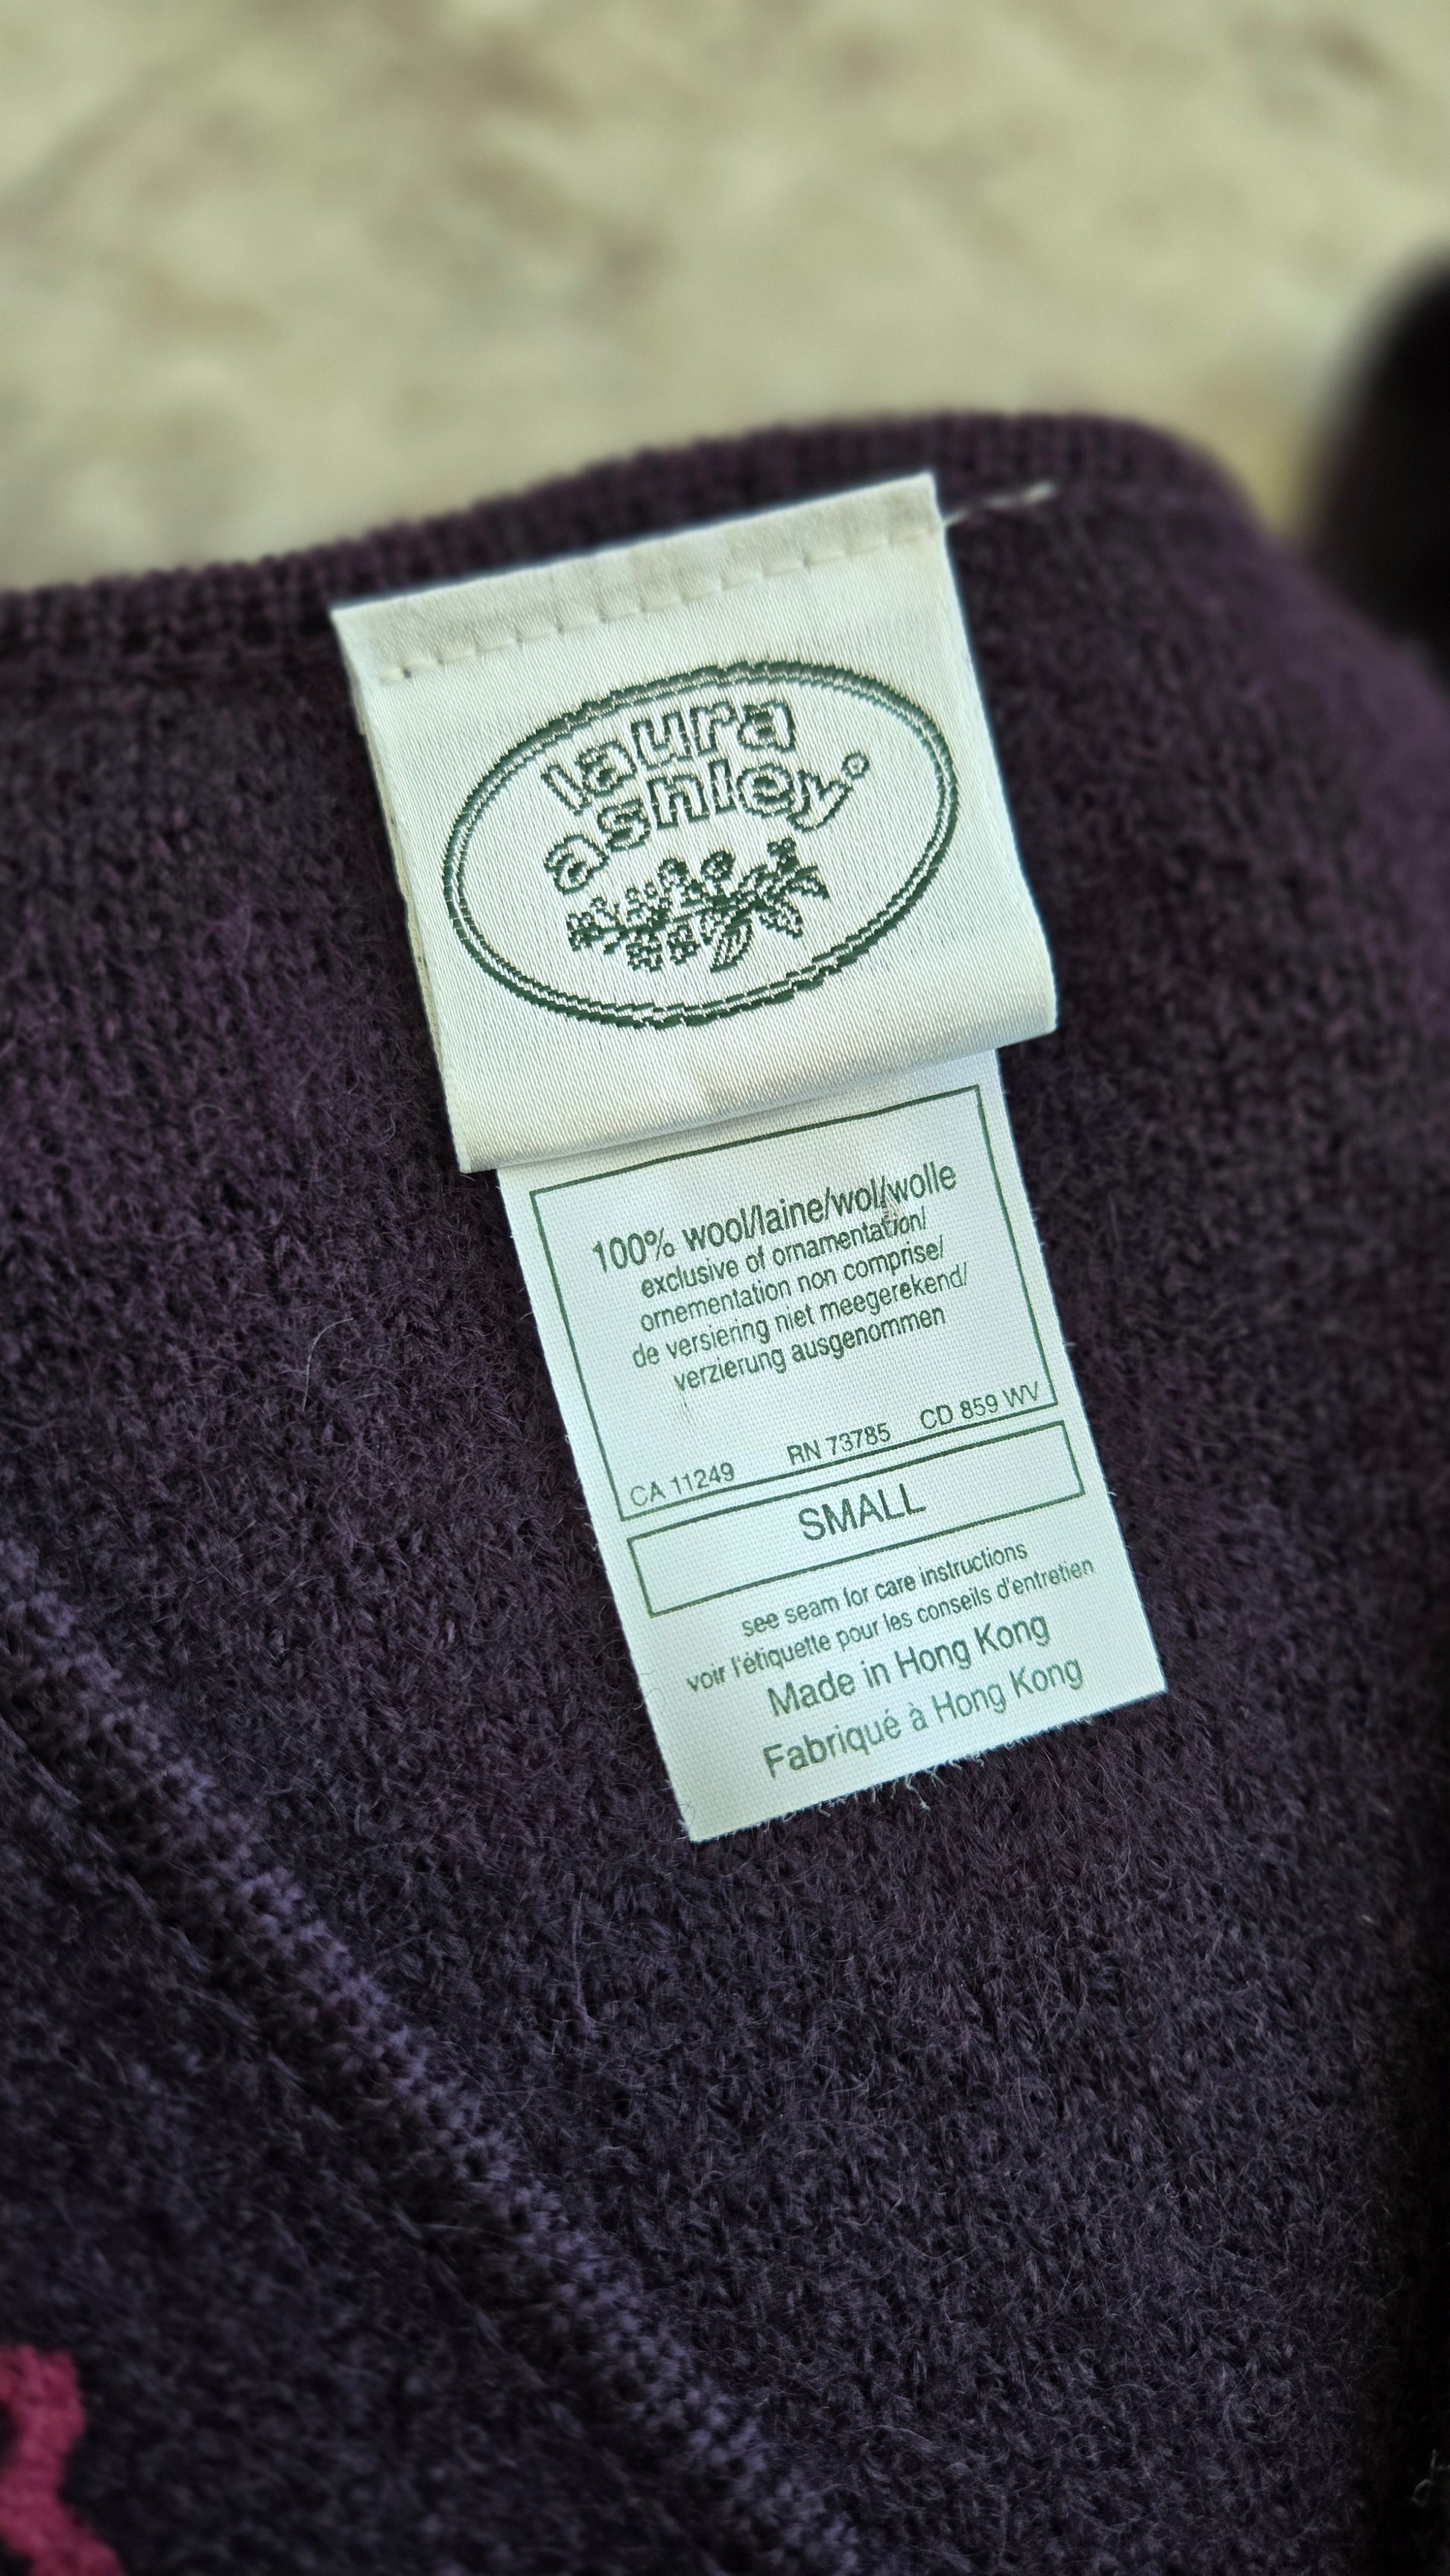 laura
ashley®
100% wool/laine/wol/wolle
exclusive of ornamentation/
ornementation non comprise/
de versiering niet meegerekend/
verzierung ausgenommen
CA 11249 RN 73785 CD 859 WV
SMALL
see seam for care instructions
voir l'étiquette pour les conseils d'entretien
Made in Hong Kong
Fabriqué à Hong Kong